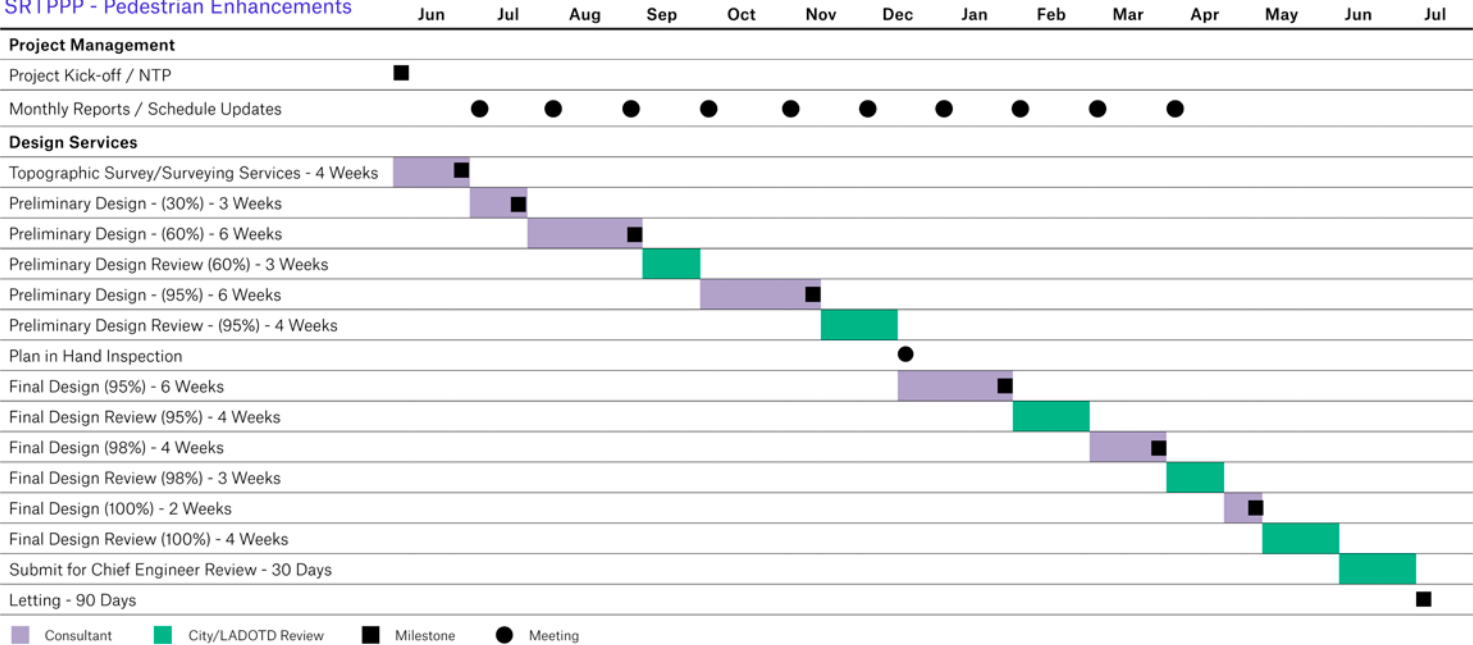 SRTPPP - Pedestrian Enhancements
Jun Jul Aug Sep Oct Nov Dec Jan Feb Mar Apr May Jun Jul
Project Management
Project Kick-off / NTP
Monthly Reports / Schedule Updates
Design Services
Topographic Survey/Surveying Services - 4 Weeks
Preliminary Design - (30%) - 3 Weeks
Preliminary Design - (60%) - 6 Weeks
Preliminary Design Review (60%) - 3 Weeks
Preliminary Design - (95%) - 6 Weeks
Preliminary Design Review - (95%) - 4 Weeks
Plan in Hand Inspection
Final Design (95%) - 6 Weeks
Final Design Review (95%) - 4 Weeks
Final Design (98%) - 4 Weeks
Final Design Review (98%) - 3 Weeks
Final Design (100%) - 2 Weeks
Final Design Review (100%) - 4 Weeks
Submit for Chief Engineer Review - 30 Days
Letting - 90 Days
Consultant City/LADOTD Review Milestone Meeting